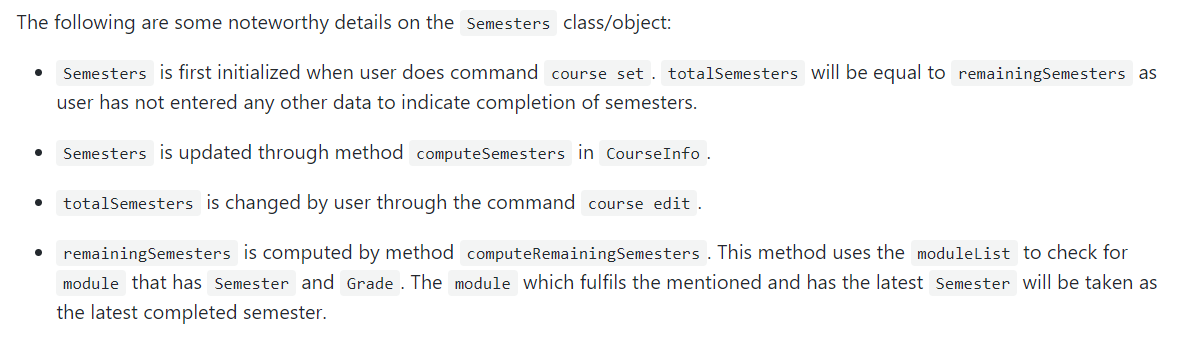 The following are some noteworthy details on the Semesters class/object:
• Semesters is first initialized when user does command course set . totalSemesters will be equal to remainingSemesters as
user has not entered any other data to indicate completion of semesters.
• Semesters is updated through method computeSemesters in CourseInfo .
• totalSemesters is changed by user through the command course edit .
• remainingSemesters is computed by method computeRemainingSemesters . This method uses the moduleList to check for
module that has Semester and Grade . The module which fulfils the mentioned and has the latest Semester will be taken as
the latest completed semester.